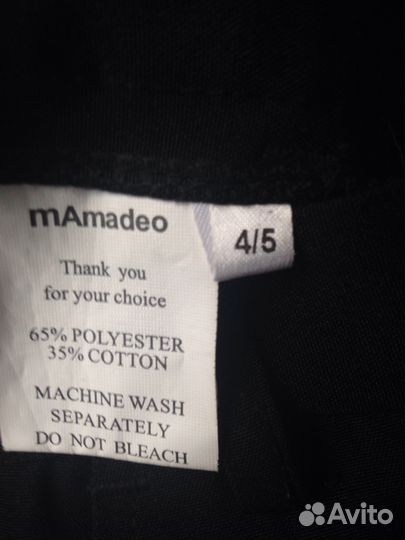 mAmadeo
4/5
Thank you
for your choice
65% POLYESTER
35% COTTON
MACHINE WASH
SEPARATELY
DO NOT BLEACH
Avito